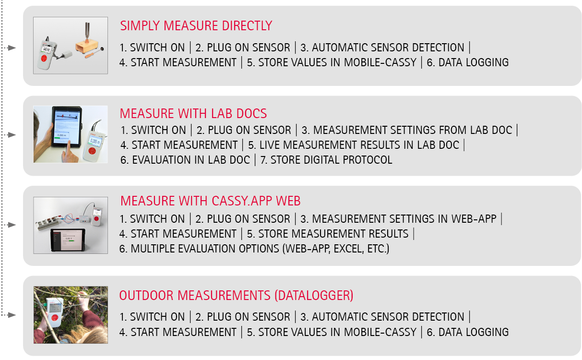 SIMPLY MEASURE DIRECTLY
1. SWITCH ON | 2. PLUG ON SENSOR | 3. AUTOMATIC SENSOR DETECTION |
4. START MEASUREMENT | 5. STORE VALUES IN MOBILE-CASSY | 6. DATA LOGGING
MEASURE WITH LAB DOCS
1. SWITCH ON | 2. PLUG ON SENSOR | 3. MEASUREMENT SETTINGS FROM LAB DOC |
4. START MEASUREMENT | 5. LIVE MEASUREMENT RESULTS IN LAB DOC |
6. EVALUATION IN LAB DOC | 7. STORE DIGITAL PROTOCOL
MEASURE WITH CASSY.APP WEB
1. SWITCH ON | 2. PLUG ON SENSOR | 3. MEASUREMENT SETTINGS IN WEB-APP |
4. START MEASUREMENT | 5. STORE MEASUREMENT RESULTS |
6. MULTIPLE EVALUATION OPTIONS (WEB-APP, EXCEL, ETC.)
OUTDOOR MEASUREMENTS (DATALOGGER)
1. SWITCH ON | 2. PLUG ON SENSOR | 3. AUTOMATIC SENSOR DETECTION |
4. START MEASUREMENT | 5. STORE VALUES IN MOBILE-CASSY | 6. DATA LOGGING